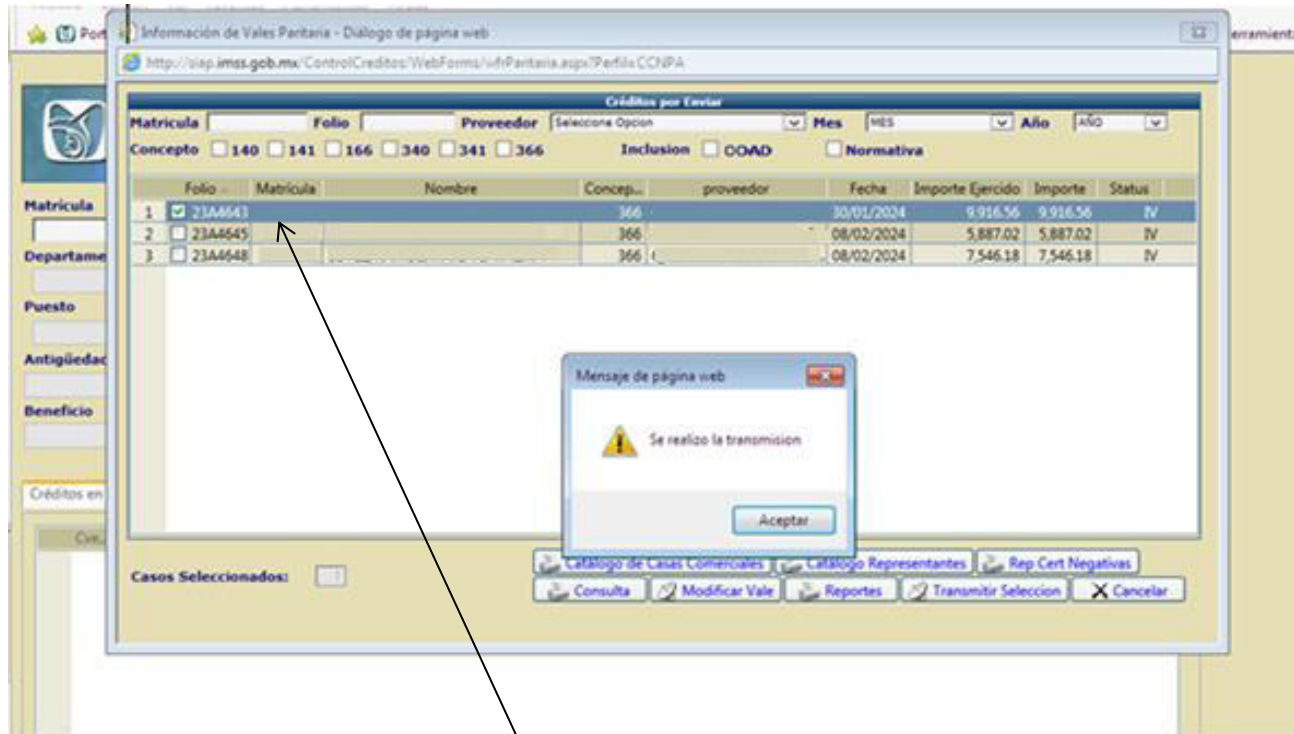 Port
Información de Vales Paritaria - Diálogo de página web
erramient
http://siap.imss.gob.mx/ControlCreditos/WebForms/wfrParitaria.aspx?Perfil=CCNPA
Créditos por Enviar
Matricula Folio Proveedor Seleccione Opcion Mes MES Año AÑO
Concepto 140 141 166 340 341 366 Inclusion COAD Normativa
Folio Matrícula Nombre Concep... proveedor Fecha Importe Ejercido Importe Status
1 23A4643 366 30/01/2024 9,916.56 9,916.56 IV
2 23A4645 366 08/02/2024 5,887.02 5,887.02 IV
3 23A4648 366 08/02/2024 7,546.18 7,546.18 IV
Matrícula
Departame
Puesto
Antigüedad
Beneficio
Créditos en
Cve_
Mensaje de página web
Se realizo la transmision
Aceptar
Casos Seleccionados:
Catálogo de Casas Comerciales Catálogo Representantes Rep Cert Negativas
Consulta Modificar Vale Reportes Transmitir Seleccion Cancelar